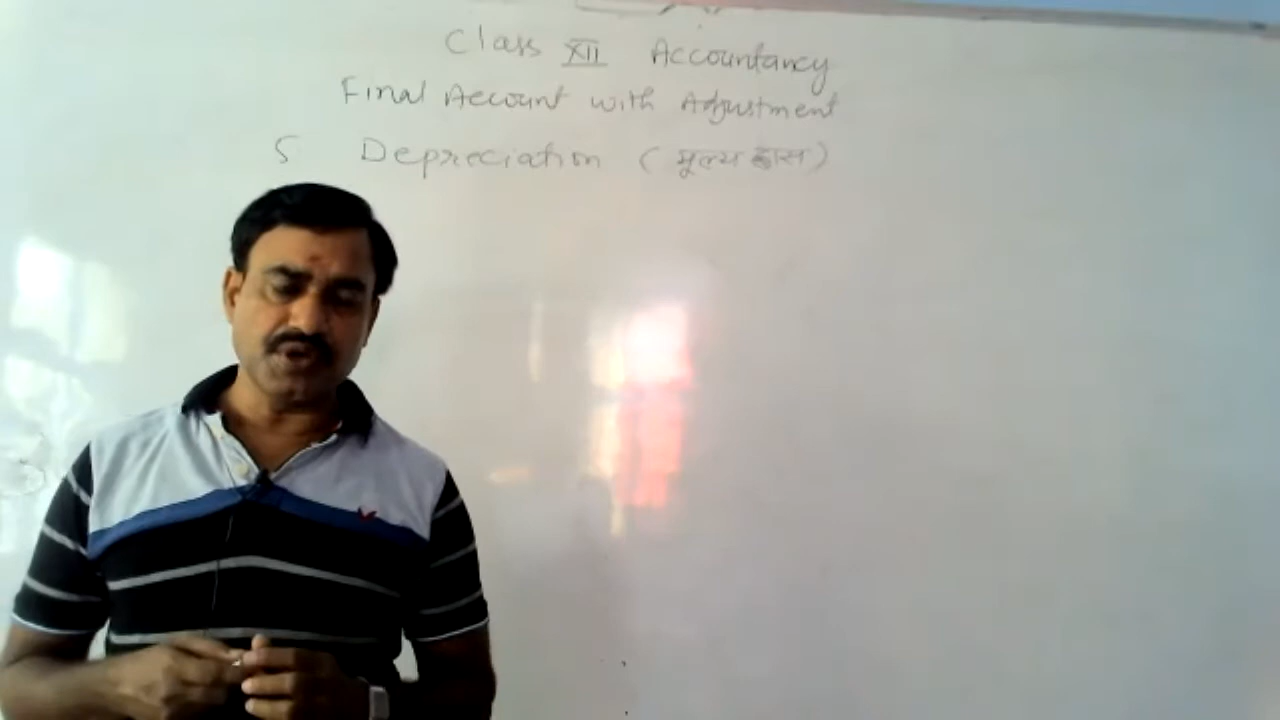 Class XII Accountancy
Final Account with Adjustment
5 Depreciation (मूल्य ह्रास)